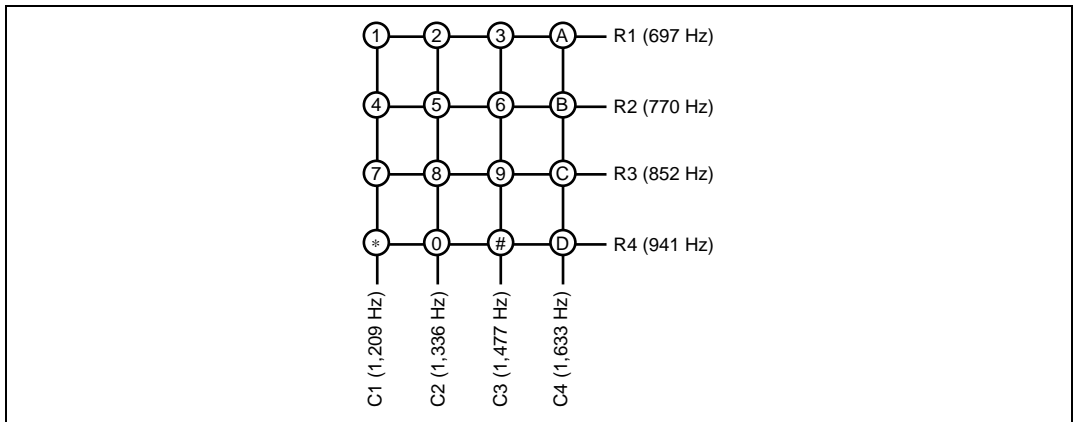 1 2 3 A R1 (697 Hz)
4 5 6 B R2 (770 Hz)
7 8 9 C R3 (852 Hz)
* 0 # D R4 (941 Hz)
C1 (1,209 Hz)
C2 (1,336 Hz)
C3 (1,477 Hz)
C4 (1,633 Hz)